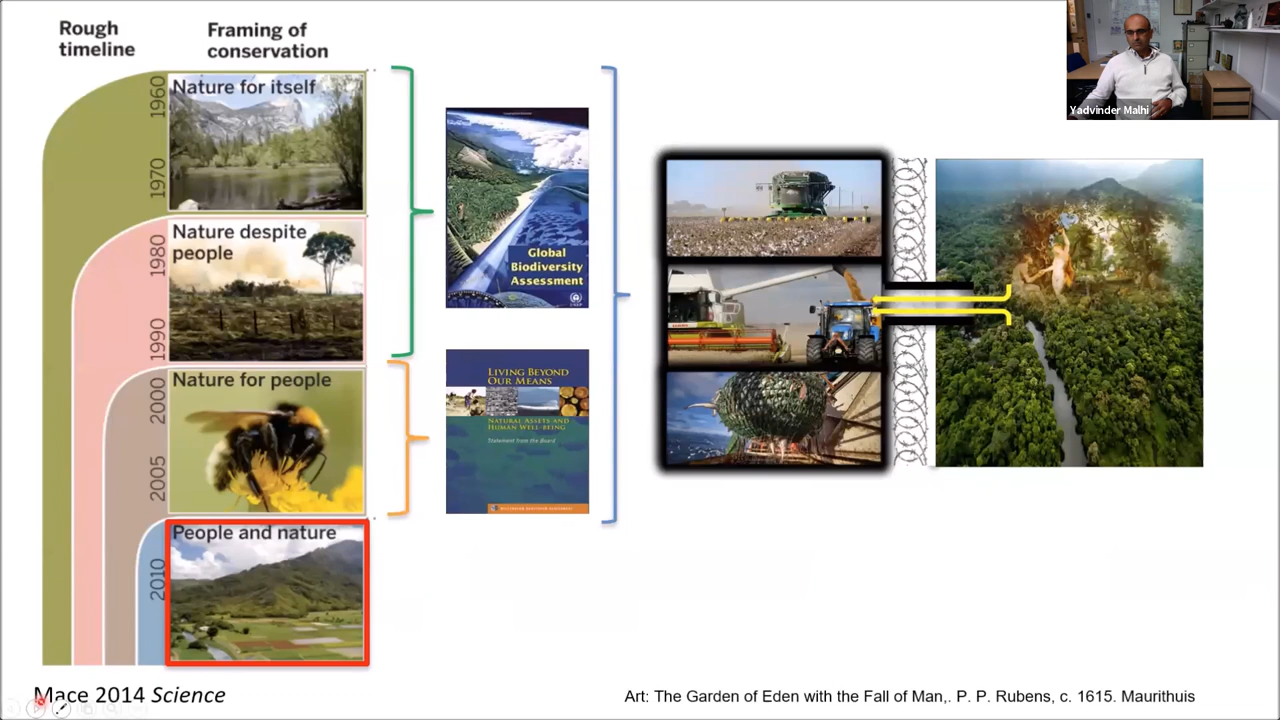 Rough
timeline
Framing of
conservation
1960
Nature for itself
1970
1980
Nature despite
people
1990
2000
Nature for people
2005
People and nature
2010
Global
Biodiversity
Assessment
LIVING BEYOND
OUR MEANS
NATURAL ASSETS AND
HUMAN WELL-BEING
Statement from the Board
Yadvinder Malhi
Mace 2014 Science
Art: The Garden of Eden with the Fall of Man,. P. P. Rubens, c. 1615. Maurithuis